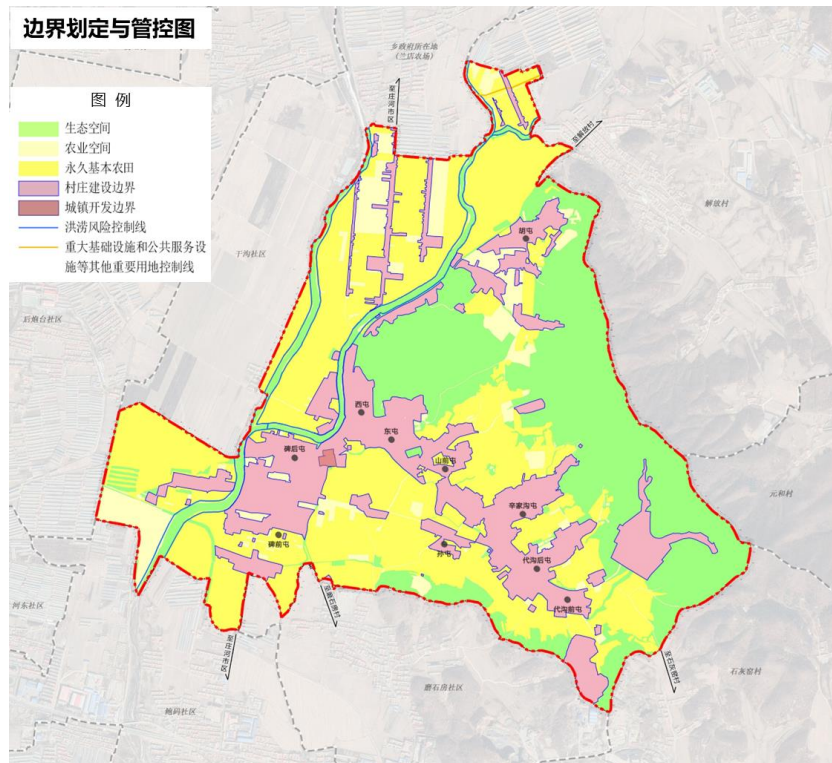 边界划定与管控图
图 例
生态空间
农业空间
永久基本农田
村庄建设边界
城镇开发边界
洪涝风险控制线
重大基础设施和公共服务设
施等其他重要用地控制线
乡政府所在地
(兰店农场)
至庄河市区
至解放村
解放村
干沟社区
后炮台社区
胡屯
西屯
东屯
碑后屯
山前屯
辛家沟屯
元和村
碑前屯
孙屯
代沟后屯
代沟前屯
河东社区
至庄河市区
至磨石房村
至石灰窑村
石灰窑村
磨石房社区
鲍码社区